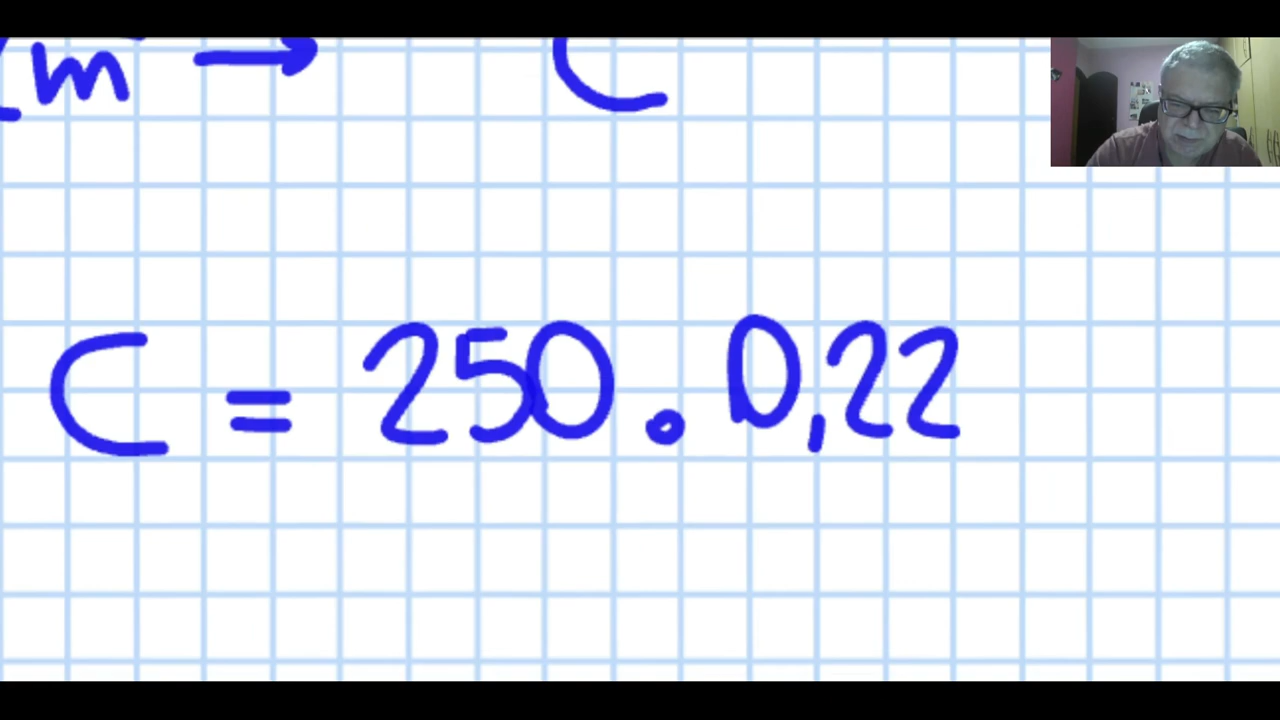 m → C
C = 250 . 0,22